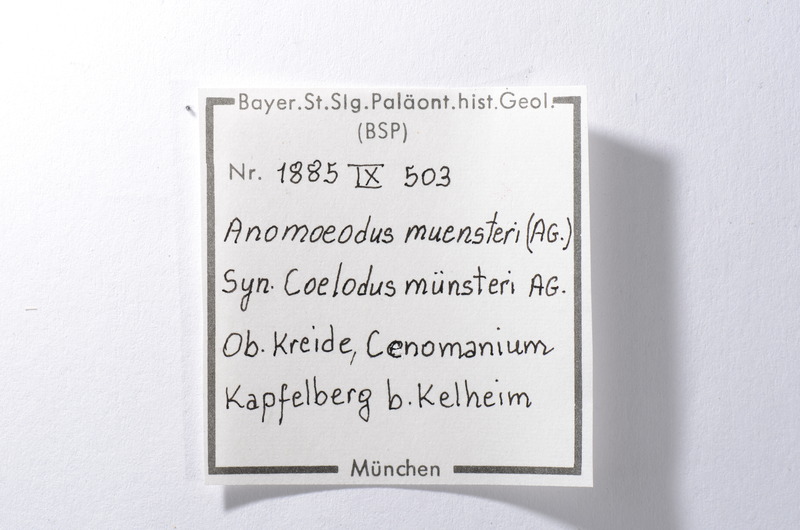 Bayer.St.Slg.Paläont.hist.Geol.
(BSP)
Nr. 1885 IX 503
Anomoeodus muensteri (AG.)
Syn. Coelodus münsteri AG.
Ob. Kreide, Cenomanium
Kapfelberg b. Kelheim
München